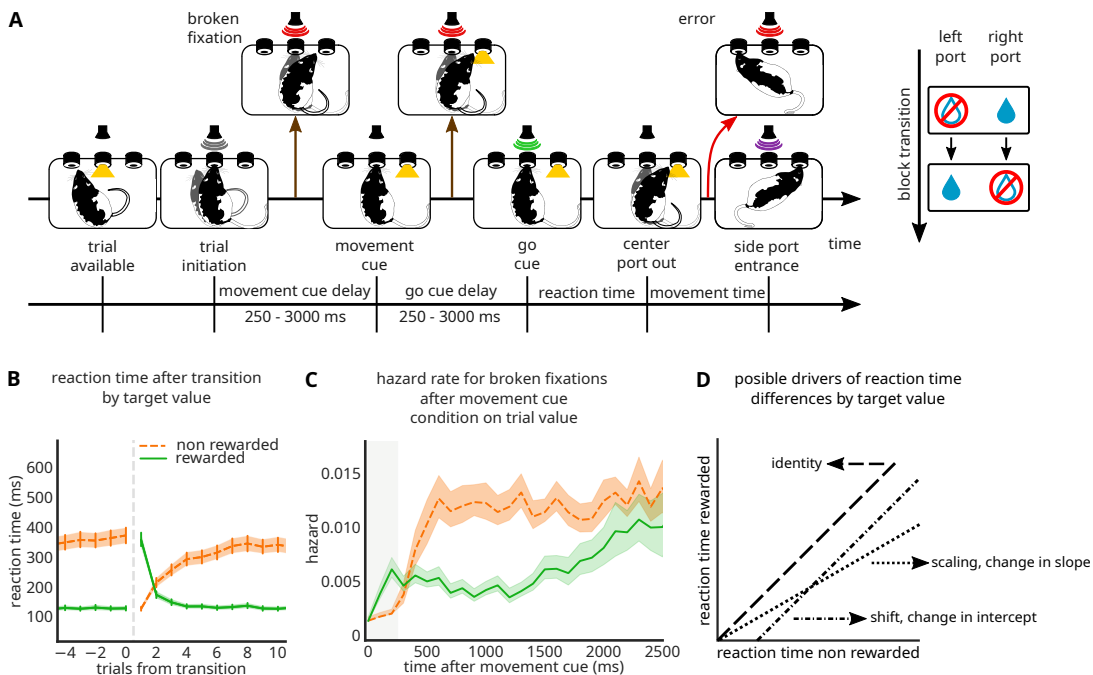 A
broken
fixation
error
trial
available
trial
initiation
movement
cue
go
cue
center
port out
side port
entrance
time
movement cue delay
go cue delay
reaction time
movement time
250 - 3000 ms
250 - 3000 ms
left
port
right
port
block transition
B
reaction time after transition
by target value
non rewarded
rewarded
reaction time (ms)
600
500
400
300
200
100
−4
−2
0
2
4
6
8
10
trials from transition
C
hazard rate for broken fixations
after movement cue
condition on trial value
hazard
0.015
0.010
0.005
0
0
500
1000
1500
2000
2500
time after movement cue (ms)
D
possible drivers of reaction time
differences by target value
reaction time rewarded
identity
scaling, change in slope
shift, change in intercept
reaction time non rewarded